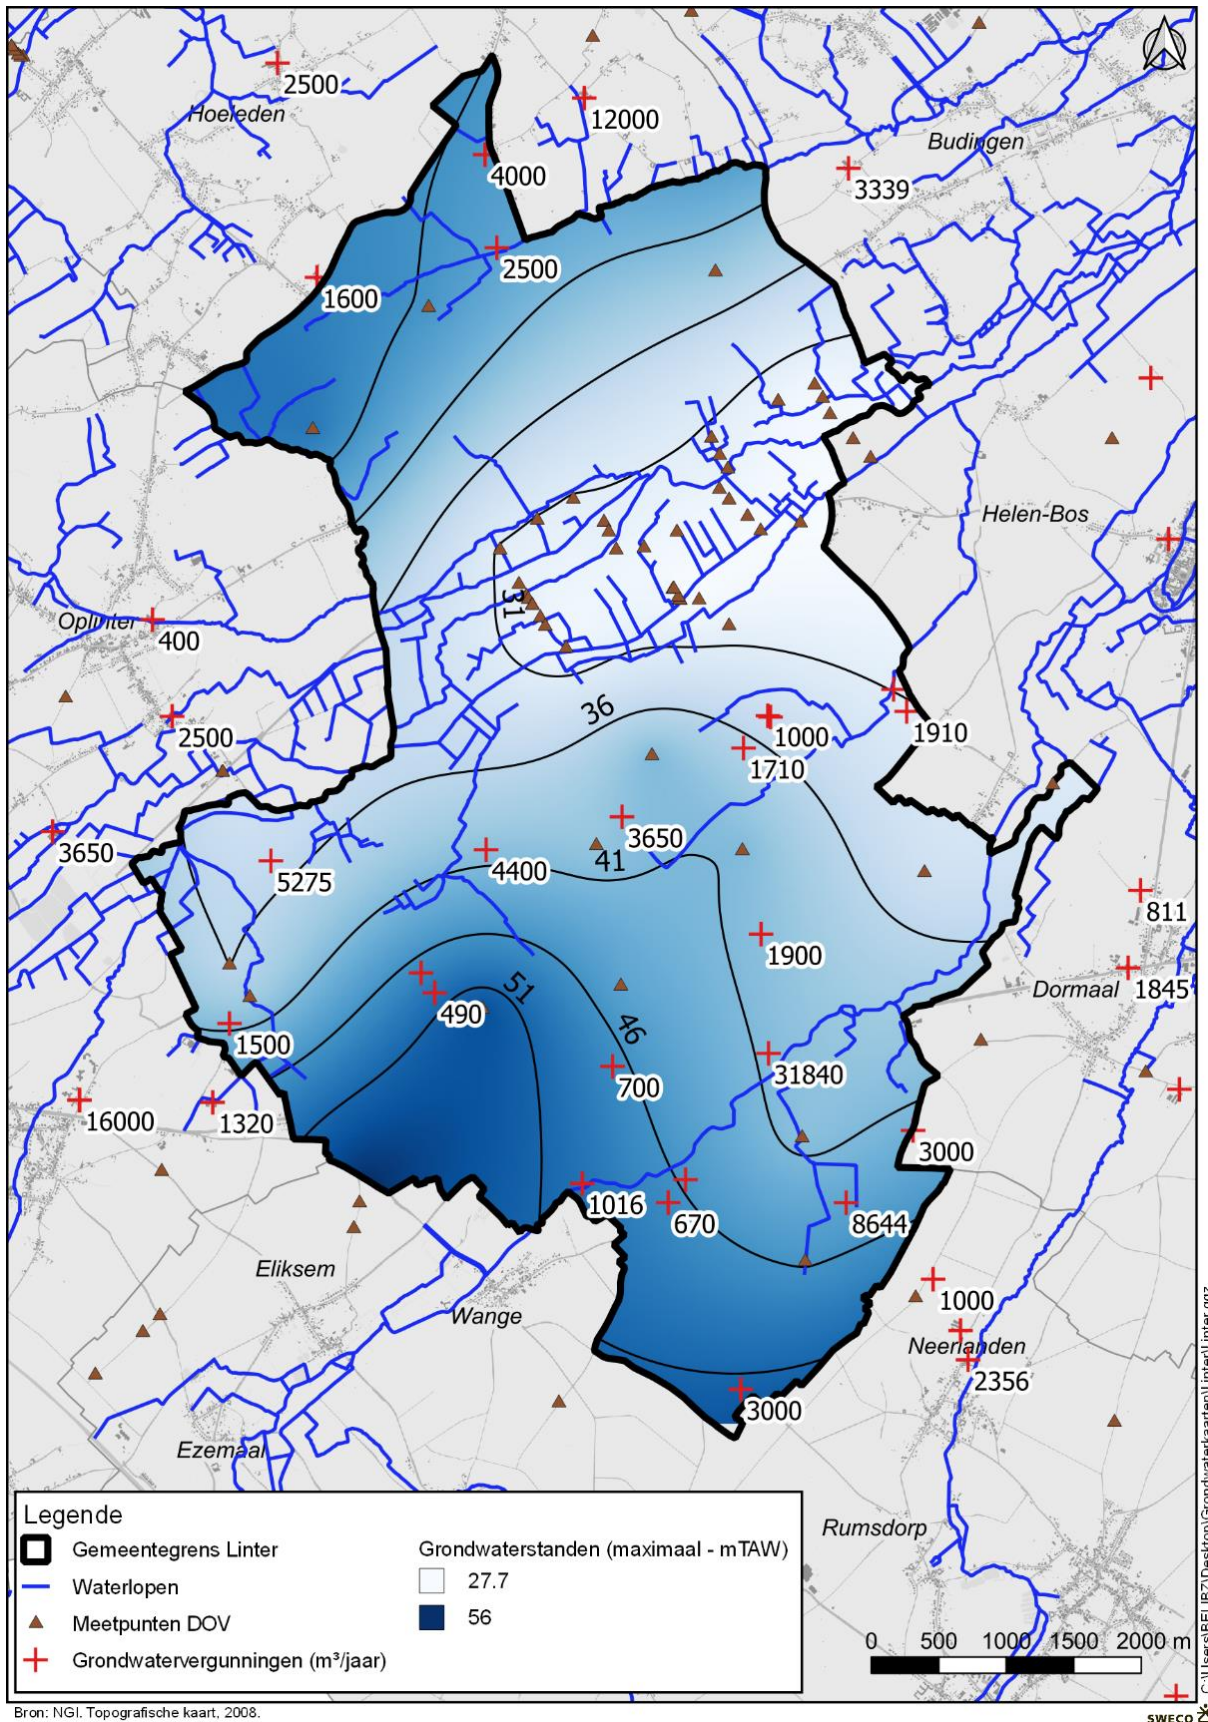 2500
Hoeleden
12000
Budingen
4000
3339
2500
1600
Helen-Bos
31
Oplinter
400
36
2500
1000
1910
1710
3650
3650
41
4400
5275
811
1900
51
Dormaal
1845
490
46
1500
31840
700
16000
1320
3000
1016
670
8644
Eliksem
1000
Wange
Neerlanden
2356
3000
Ezemaal
Rumsdorp
Legende
Gemeentegrens Linter
Waterlopen
Meetpunten DOV
Grondwatervergunningen (m³/jaar)
Grondwaterstanden (maximaal - mTAW)
27.7
56
0 500 1000 1500 2000 m
Bron: NGI. Topografische kaart, 2008.
SWECO